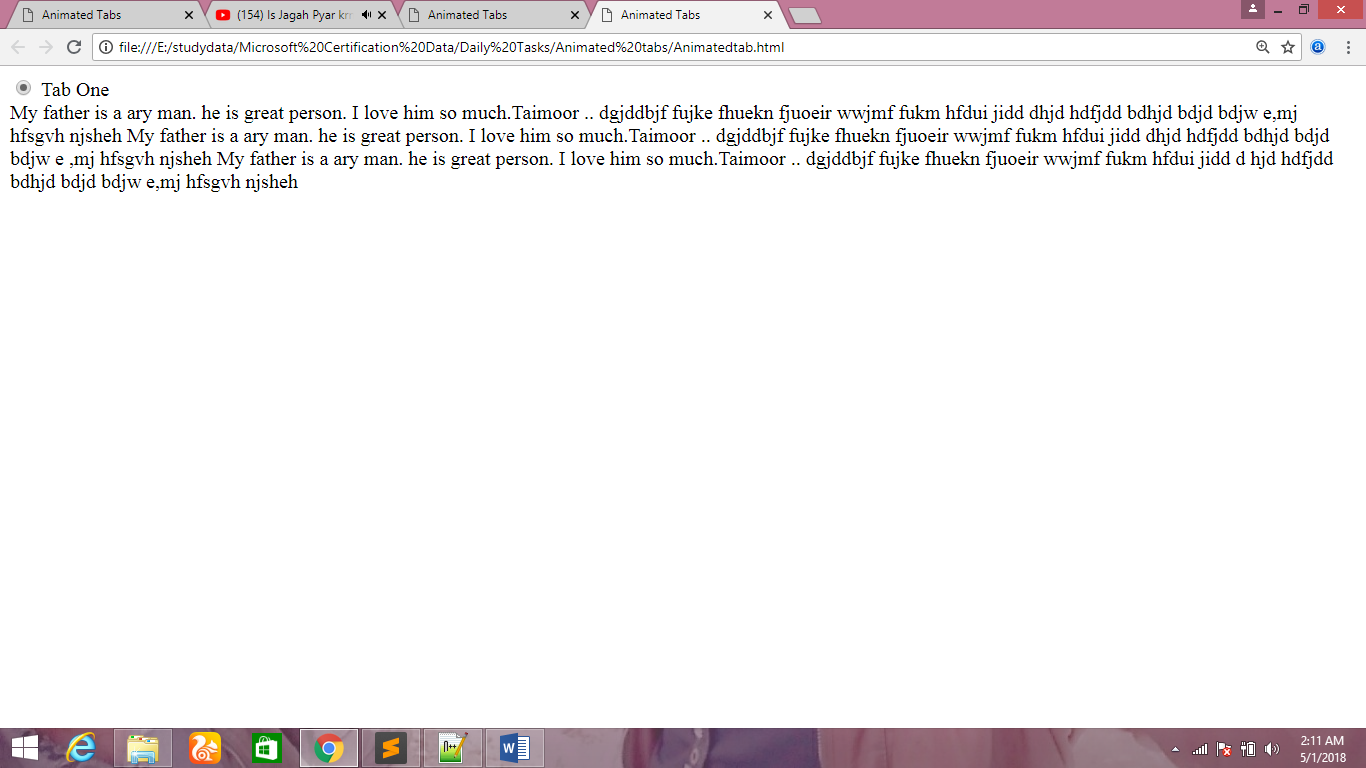 Animated Tabs
(154) Is Jagah Pyar kr
Animated Tabs
Animated Tabs
file:///E:/studydata/Microsoft%20Certification%20Data/Daily%20Tasks/Animated%20tabs/Animatedtab.html
Tab One
My father is a ary man. he is great person. I love him so much.Taimoor .. dgjddbjf fujke fhuekn fjuoeir wwjmf fukm hfdui jidd dhjd hdfjdd bdhjd bdjd bdjw e,mj
hfsgvh njsheh My father is a ary man. he is great person. I love him so much.Taimoor .. dgjddbjf fujke fhuekn fjuoeir wwjmf fukm hfdui jidd dhjd hdfjdd bdhjd bdjd
bdjw e ,mj hfsgvh njsheh My father is a ary man. he is great person. I love him so much.Taimoor .. dgjddbjf fujke fhuekn fjuoeir wwjmf fukm hfdui jidd d hjd hdfjdd
bdhjd bdjd bdjw e,mj hfsgvh njsheh
2:11 AM
5/1/2018